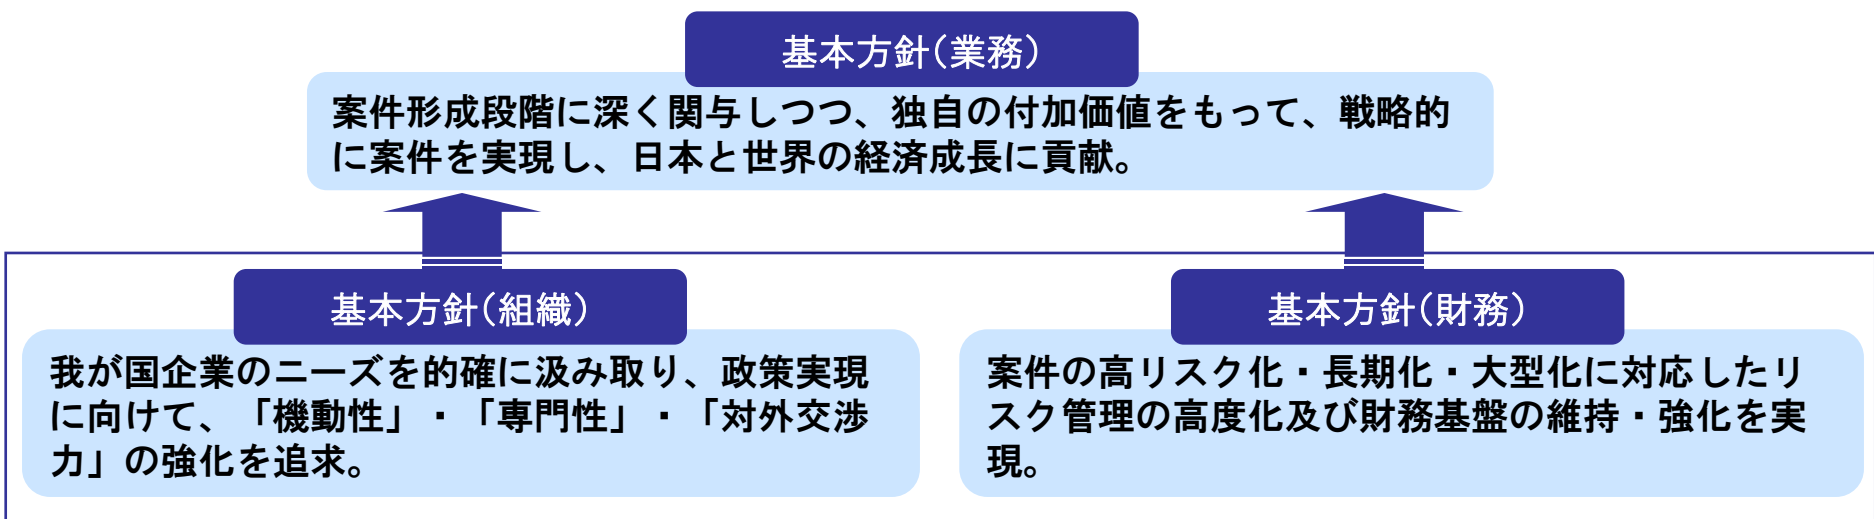 基本方針(業務)
案件形成段階に深く関与しつつ、独自の付加価値をもって、戦略的
に案件を実現し、日本と世界の経済成長に貢献。
基本方針(組織)
我が国企業のニーズを的確に汲み取り、政策実現
に向けて、「機動性」・「専門性」・「対外交渉
力」の強化を追求。
基本方針(財務)
案件の高リスク化・長期化・大型化に対応したリ
スク管理の高度化及び財務基盤の維持・強化を実
現。